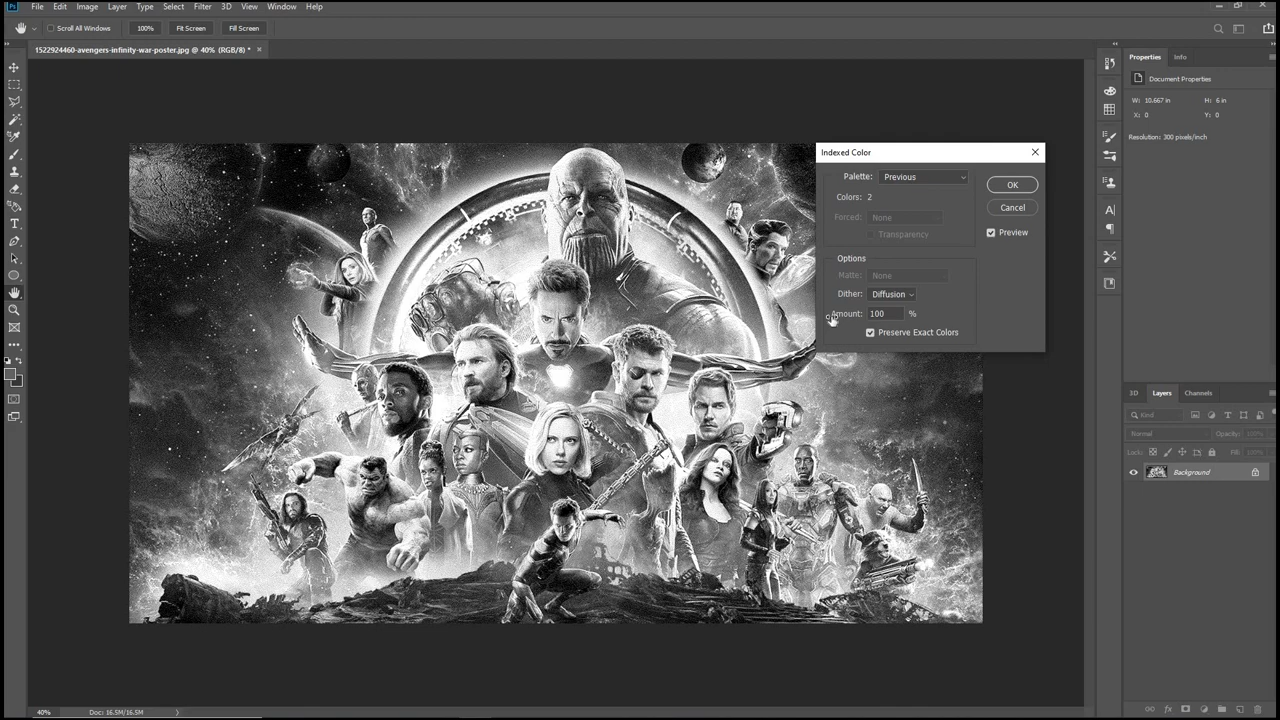 Ps File Edit Image Layer Type Select Filter 3D View Window Help
Scroll All Windows 100% Fit Screen Fill Screen
1522924460-avengers-infinity-war-poster.jpg @ 40% (RGB/8) * ×
Properties Info
Document Properties
W: 10.667 in H: 6 in
X: 0 Y: 0
Resolution: 300 pixels/inch
Indexed Color
Palette: Previous
OK
Colors: 2
Cancel
Forced: None
Transparency
Preview
Options
Matte: None
Dither: Diffusion
Amount: 100 %
Preserve Exact Colors
3D Layers Channels
Kind
Normal Opacity: 100%
Lock: Fill: 100%
Background
40% Doc: 16.5M/16.5M